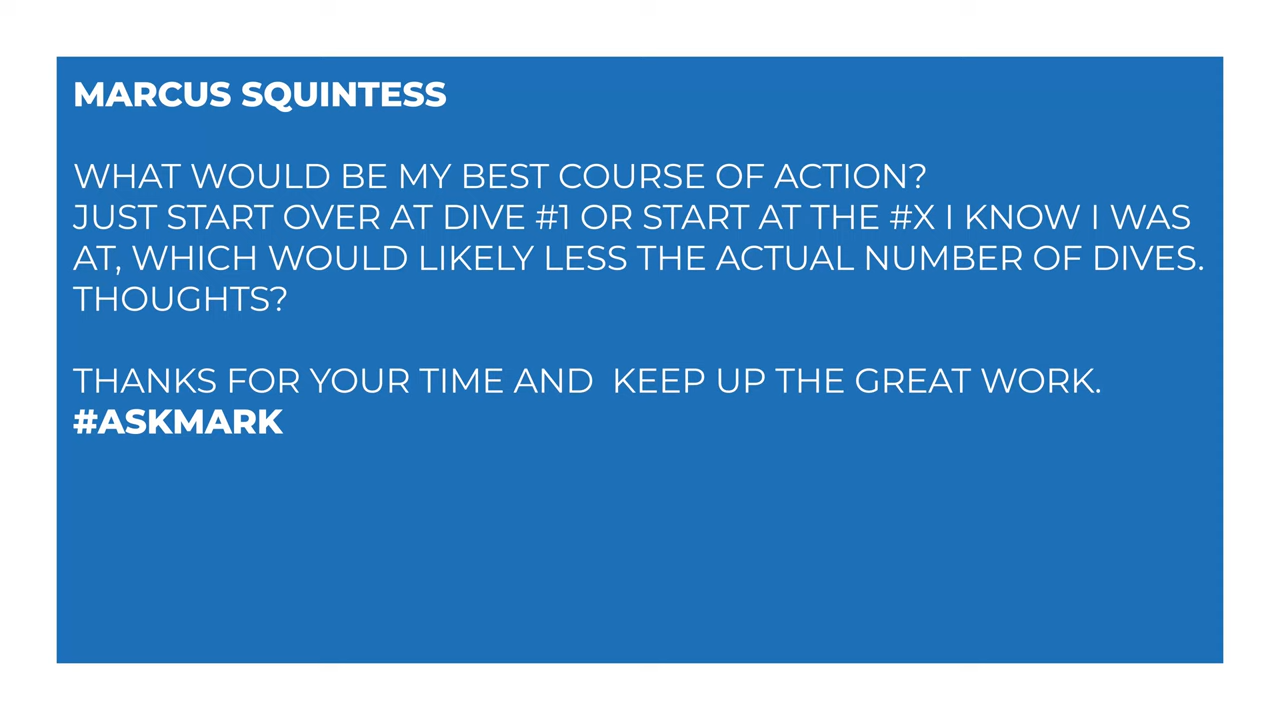 MARCUS SQUINTESS
WHAT WOULD BE MY BEST COURSE OF ACTION?
JUST START OVER AT DIVE #1 OR START AT THE #X I KNOW I WAS
AT, WHICH WOULD LIKELY LESS THE ACTUAL NUMBER OF DIVES.
THOUGHTS?
THANKS FOR YOUR TIME AND  KEEP UP THE GREAT WORK.
#ASKMARK